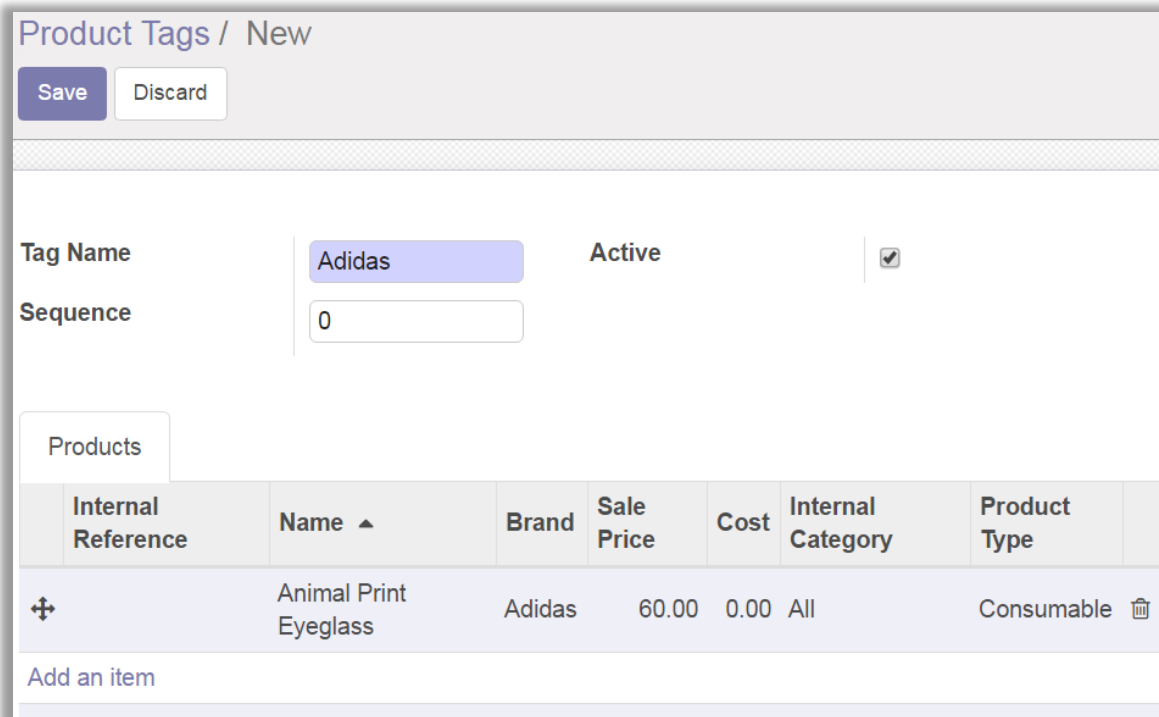 Product Tags / New
Save Discard
Tag Name Adidas Active
Sequence 0
Products
Internal Reference Name Brand Sale Price Cost Internal Category Product Type
Animal Print Eyeglass Adidas 60.00 0.00 All Consumable
Add an item